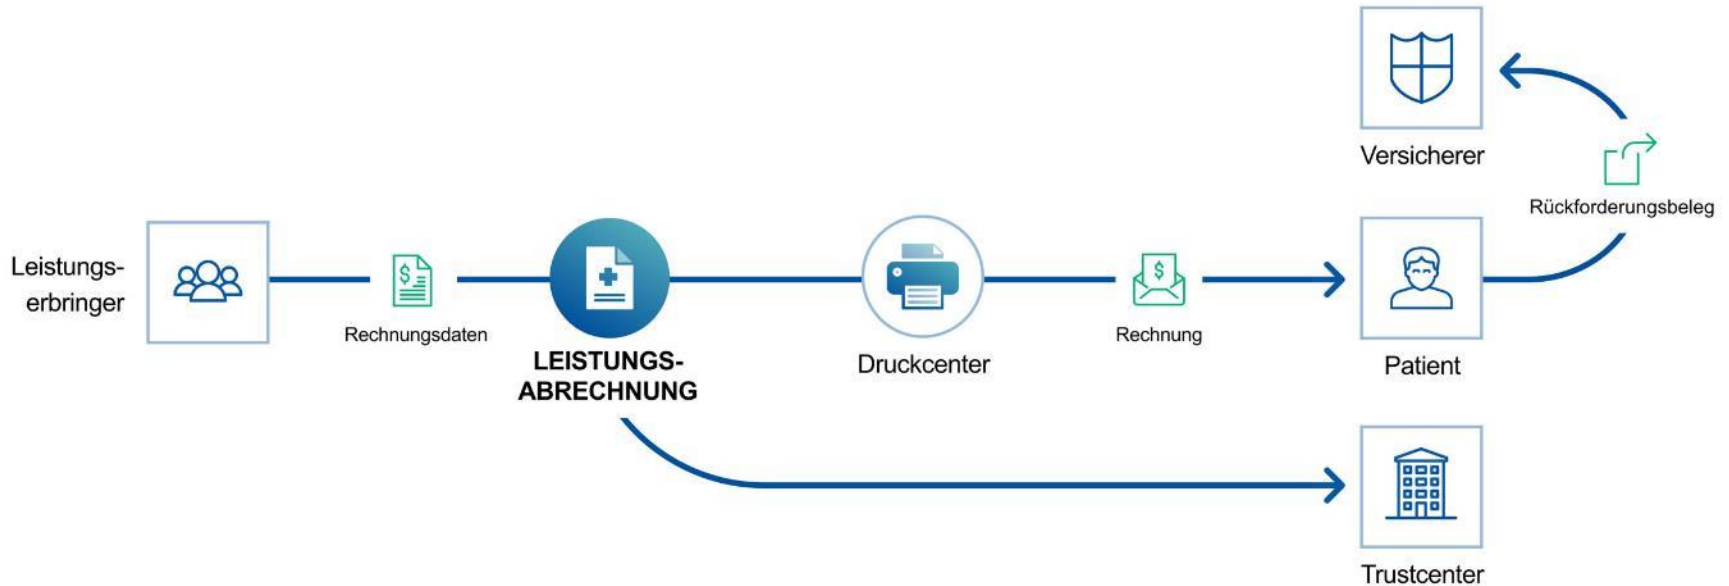 Versicherer
Rückforderungsbeleg
Leistungs-
erbringer
$
Rechnungsdaten
LEISTUNGS-
ABRECHNUNG
Druckcenter
$
Rechnung
Patient
Trustcenter